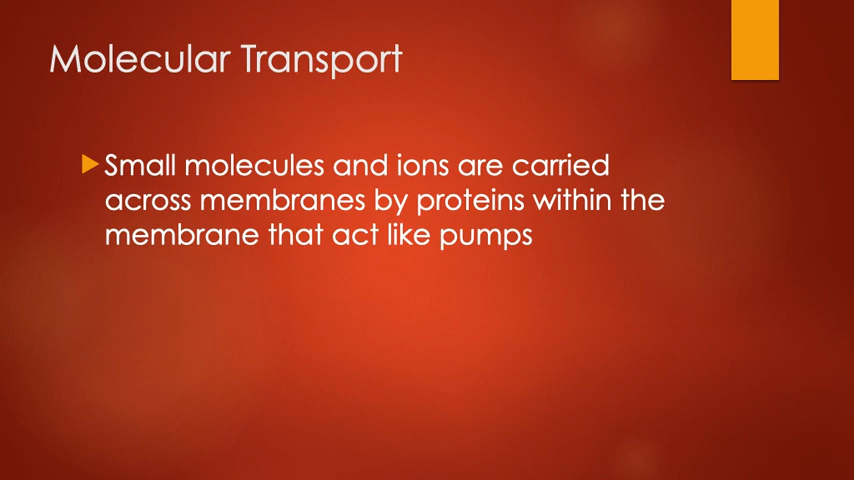 Molecular Transport
Small molecules and ions are carried
across membranes by proteins within the
membrane that act like pumps